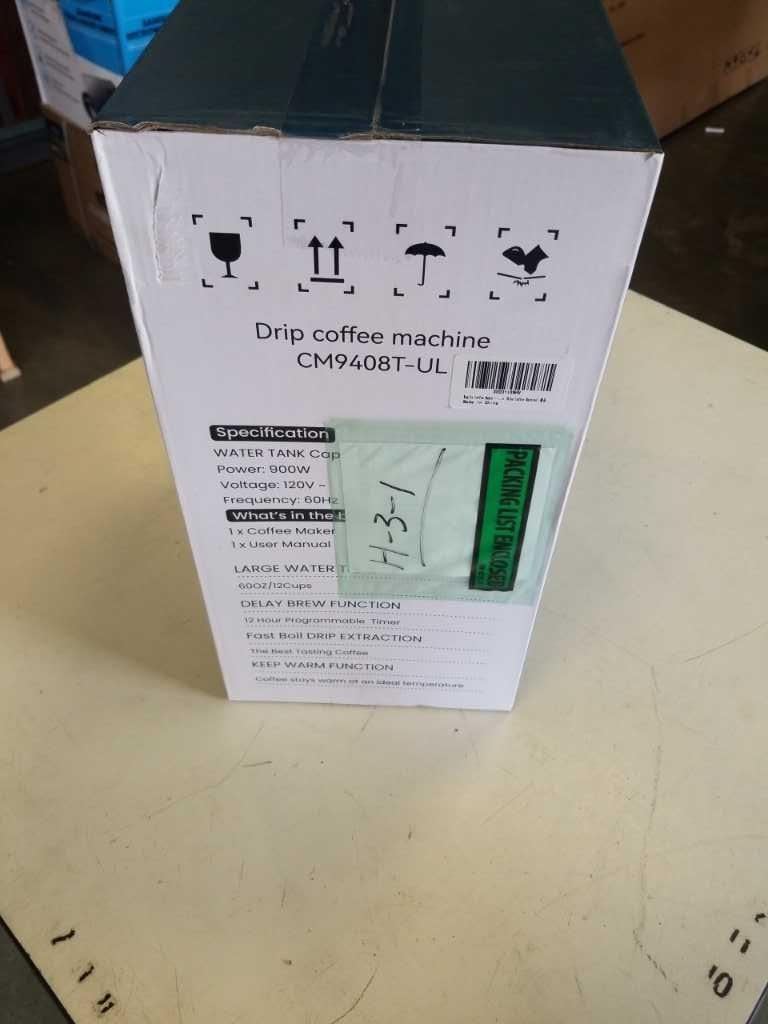 Drip coffee machine
CM9408T-UL
Specification
WATER TANK Cap
Power: 900W
Voltage: 120V ~
Frequency: 60Hz
What's in the b
1 x Coffee Maker
1 x User Manual
LARGE WATER T
60OZ/12Cups
DELAY BREW FUNCTION
12 Hour Programmable Timer
Fast Boil DRIP EXTRACTION
The Best Tasting Coffee
KEEP WARM FUNCTION
Coffee stays warm at an ideal temperature
H-3-1
PACKING LIST ENCLOSED
11
10